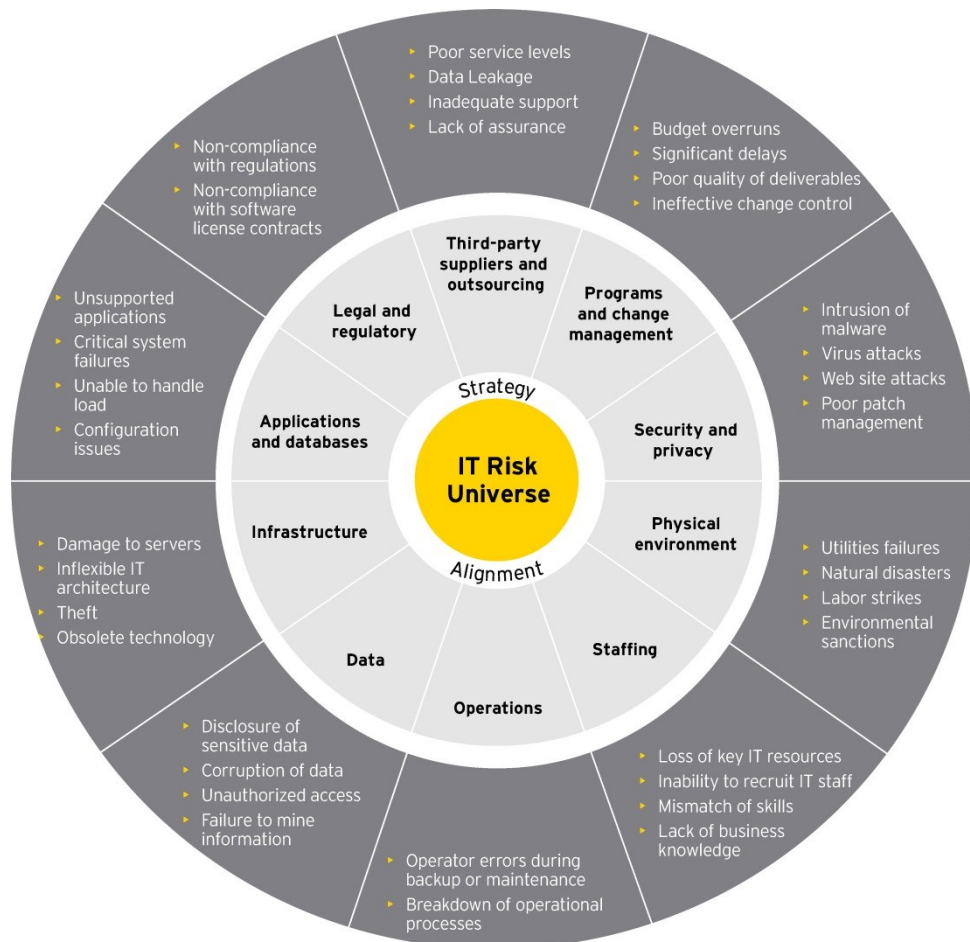 Poor service levels
Data Leakage
Inadequate support
Lack of assurance
Budget overruns
Significant delays
Poor quality of deliverables
Ineffective change control
Intrusion of
malware
Virus attacks
Web site attacks
Poor patch
management
Utilities failures
Natural disasters
Labor strikes
Environmental
sanctions
Loss of key IT resources
Inability to recruit IT staff
Mismatch of skills
Lack of business
knowledge
Operator errors during
backup or maintenance
Breakdown of operational
processes
Disclosure of
sensitive data
Corruption of data
Unauthorized access
Failure to mine
information
Damage to servers
Inflexible IT
architecture
Theft
Obsolete technology
Unsupported
applications
Critical system
failures
Unable to handle
load
Configuration
issues
Non-compliance
with regulations
Non-compliance
with software
license contracts
Third-party
suppliers and
outsourcing
Programs
and change
management
Security and
privacy
Physical
environment
Staffing
Operations
Data
Infrastructure
Applications
and databases
Legal and
regulatory
Strategy
IT Risk
Universe
Alignment